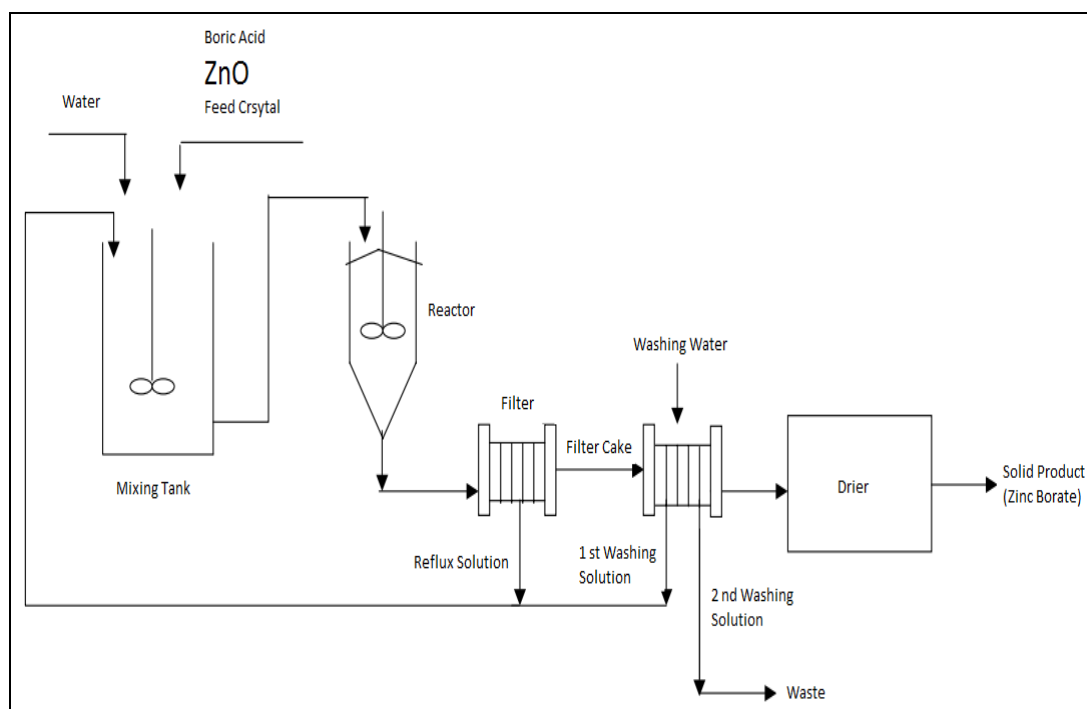 Boric Acid
ZnO
Feed Crsytal
Water
Reactor
Washing Water
Filter
Filter Cake
Mixing Tank
Drier
Solid Product
(Zinc Borate)
Reflux Solution
1 st Washing
Solution
2 nd Washing
Solution
Waste